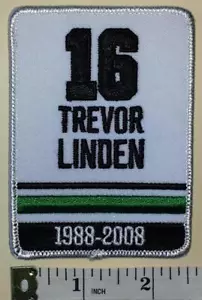 16
TREVOR
LINDEN
1988-2008
1 INCH 2